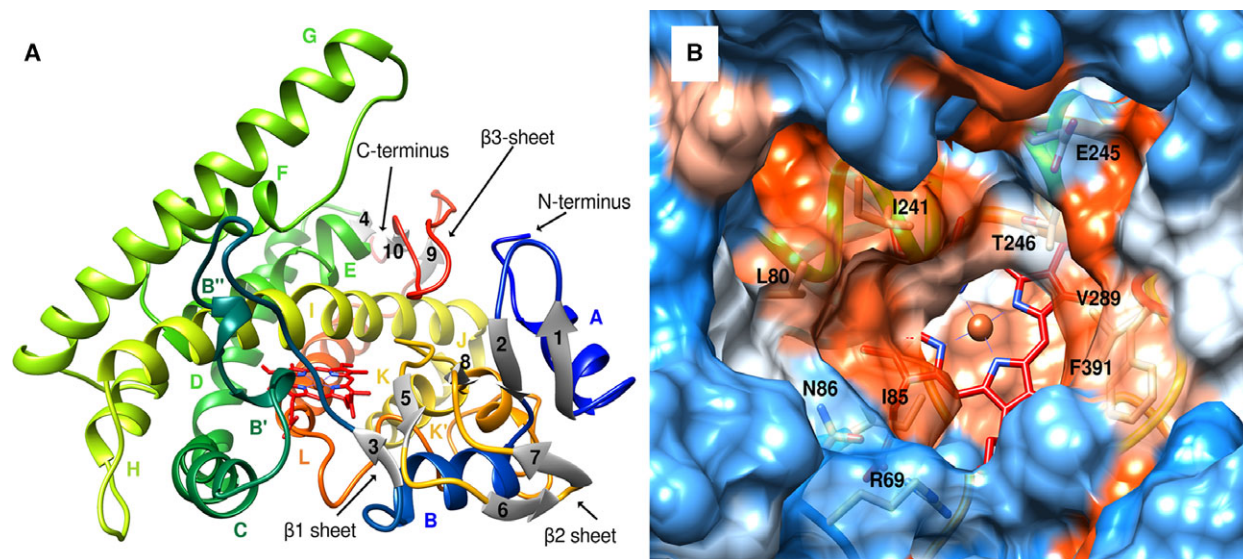 A
G
C-terminus
β3-sheet
F
N-terminus
4
10
9
E
B"
I
A
2
1
J
8
D
K
5
B'
K'
L
3
7
H
6
C
B
β1 sheet
β2 sheet
B
E245
I241
T246
L80
V289
F391
N86
I85
R69